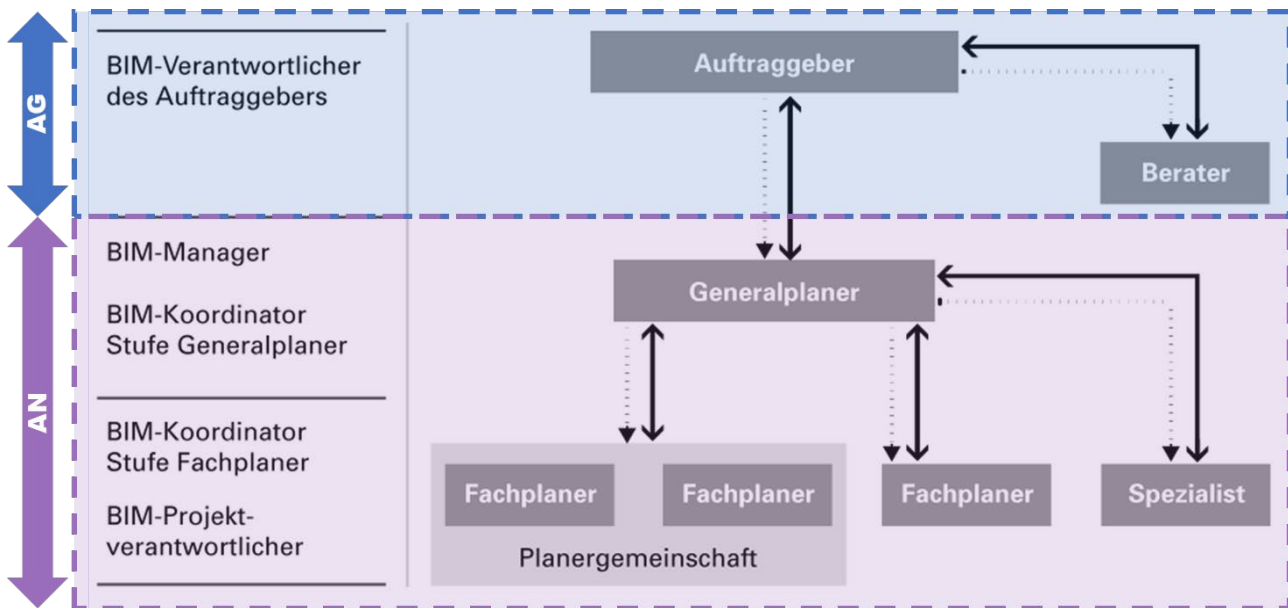 AG
BIM-Verantwortlicher
des Auftraggebers
Auftraggeber
Berater
AN
BIM-Manager
BIM-Koordinator
Stufe Generalplaner
Generalplaner
BIM-Koordinator
Stufe Fachplaner
BIM-Projekt-
verantwortlicher
Fachplaner
Fachplaner
Fachplaner
Spezialist
Planergemeinschaft